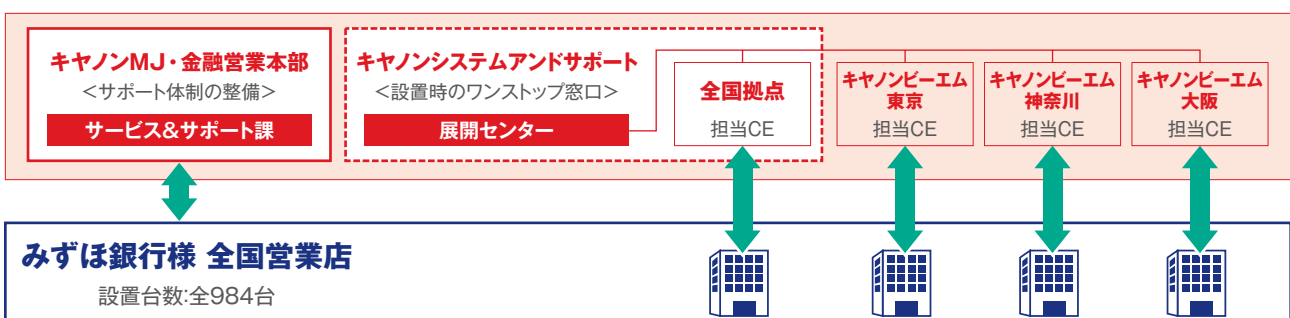 キヤノンMJ・金融営業本部
＜サポート体制の整備＞
サービス&サポート課
キヤノンシステムアンドサポート
＜設置時のワンストップ窓口＞
展開センター
全国拠点
担当CE
キヤノンビーエム
東京
担当CE
キヤノンビーエム
神奈川
担当CE
キヤノンビーエム
大阪
担当CE
みずほ銀行様 全国営業店
設置台数:全984台